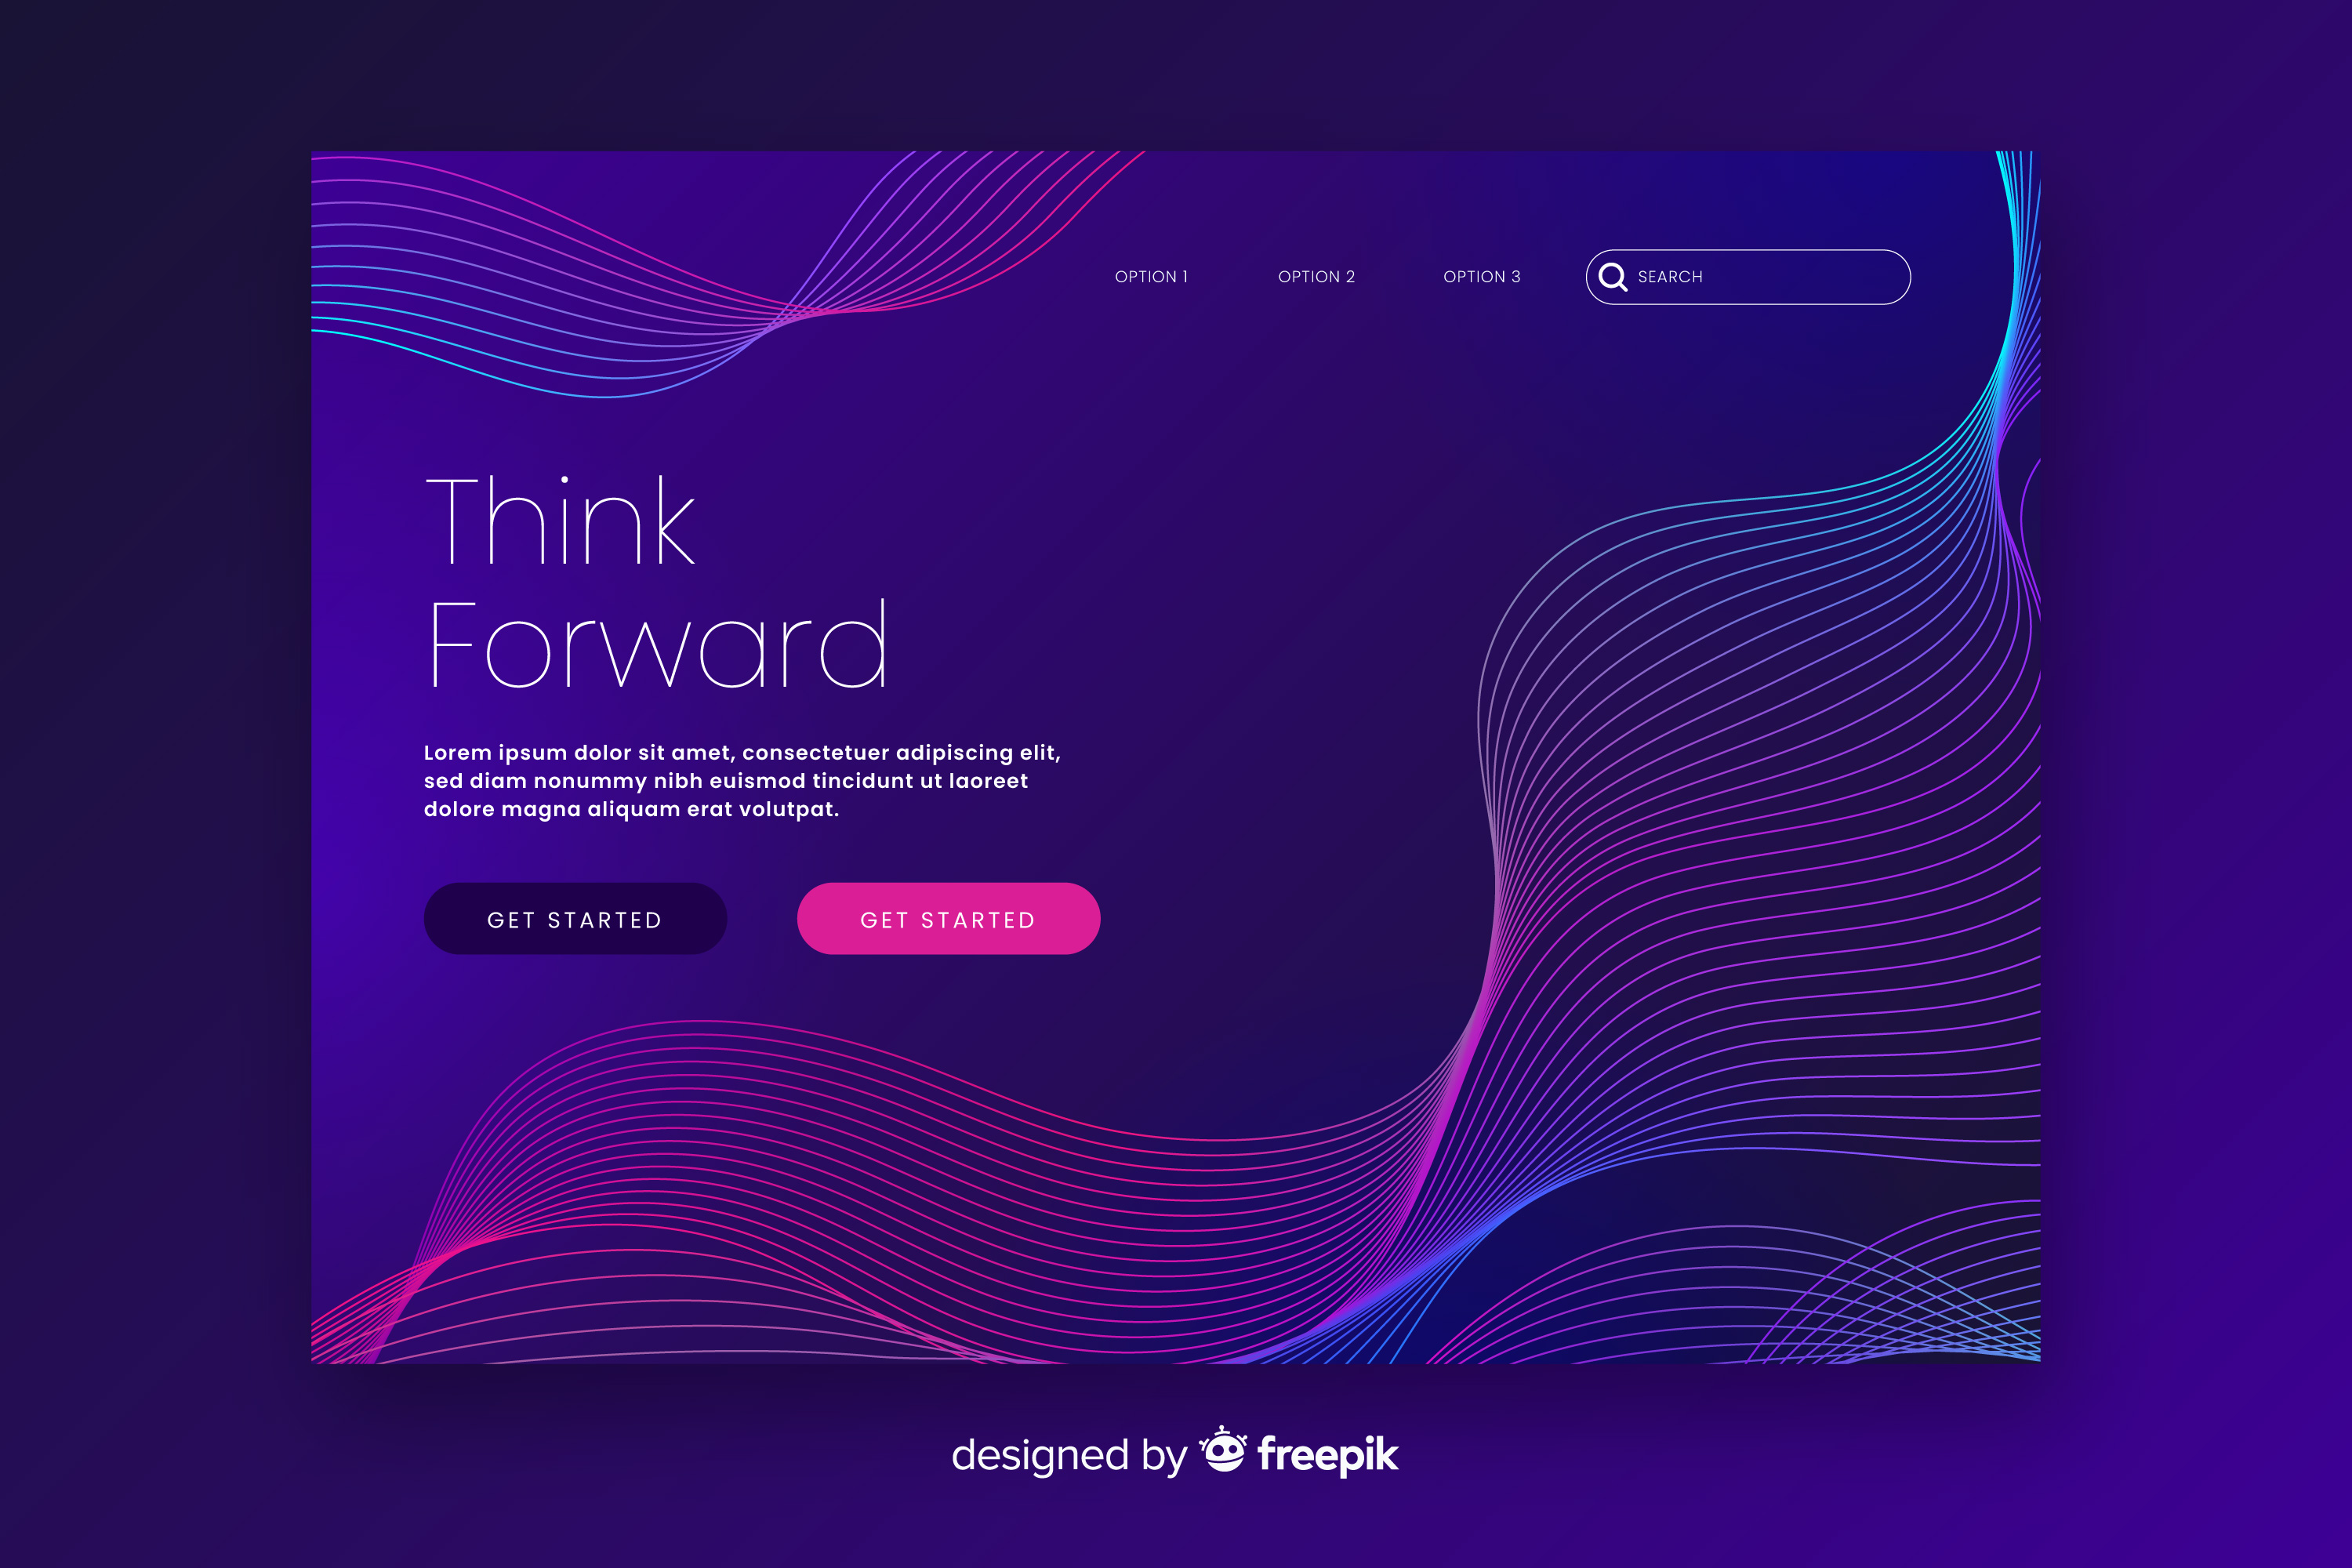 OPTION 1 OPTION 2 OPTION 3 SEARCH
Think
Forward
Lorem ipsum dolor sit amet, consectetuer adipiscing elit,
sed diam nonummy nibh euismod tincidunt ut laoreet
dolore magna aliquam erat volutpat.
GET STARTED GET STARTED
designed by freepik